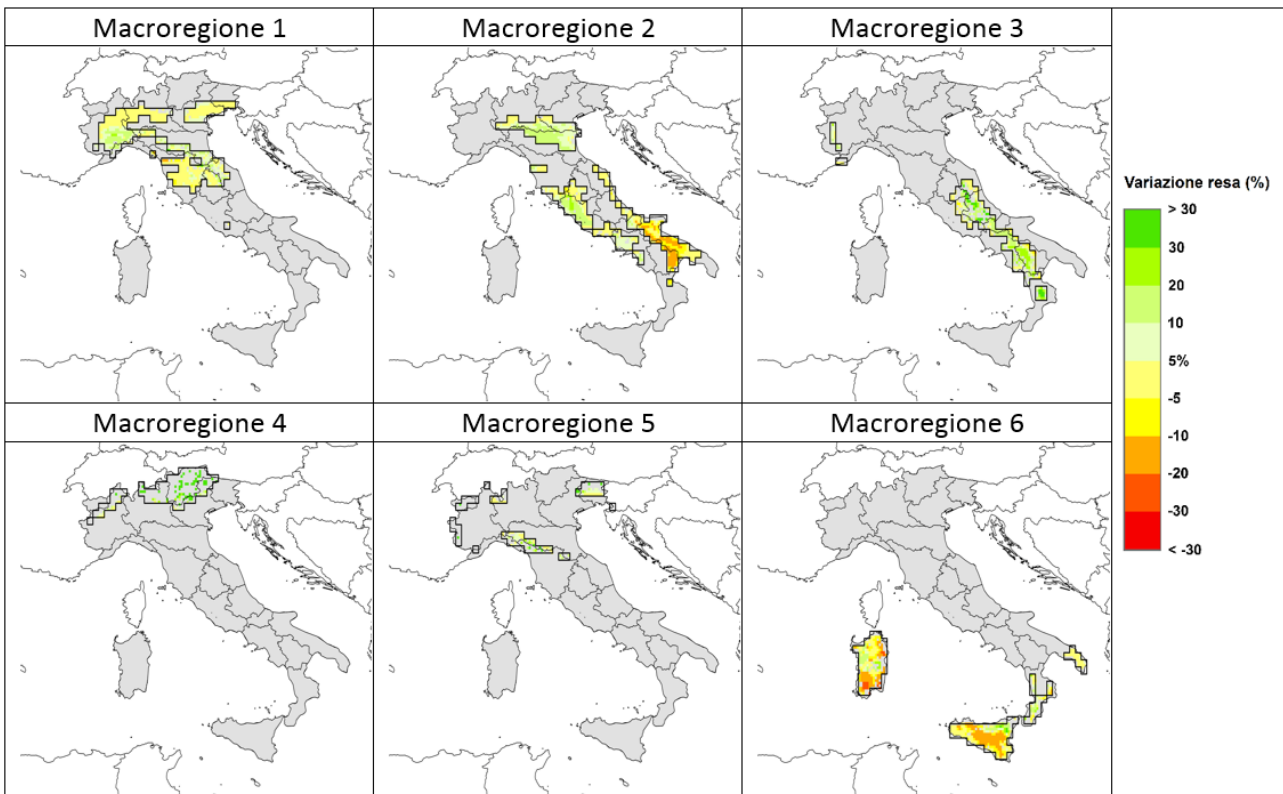 Macroregione 1
Macroregione 2
Macroregione 3
Macroregione 4
Macroregione 5
Macroregione 6
Variazione resa (%)
> 30
30
20
10
5%
-5
-10
-20
-30
< -30